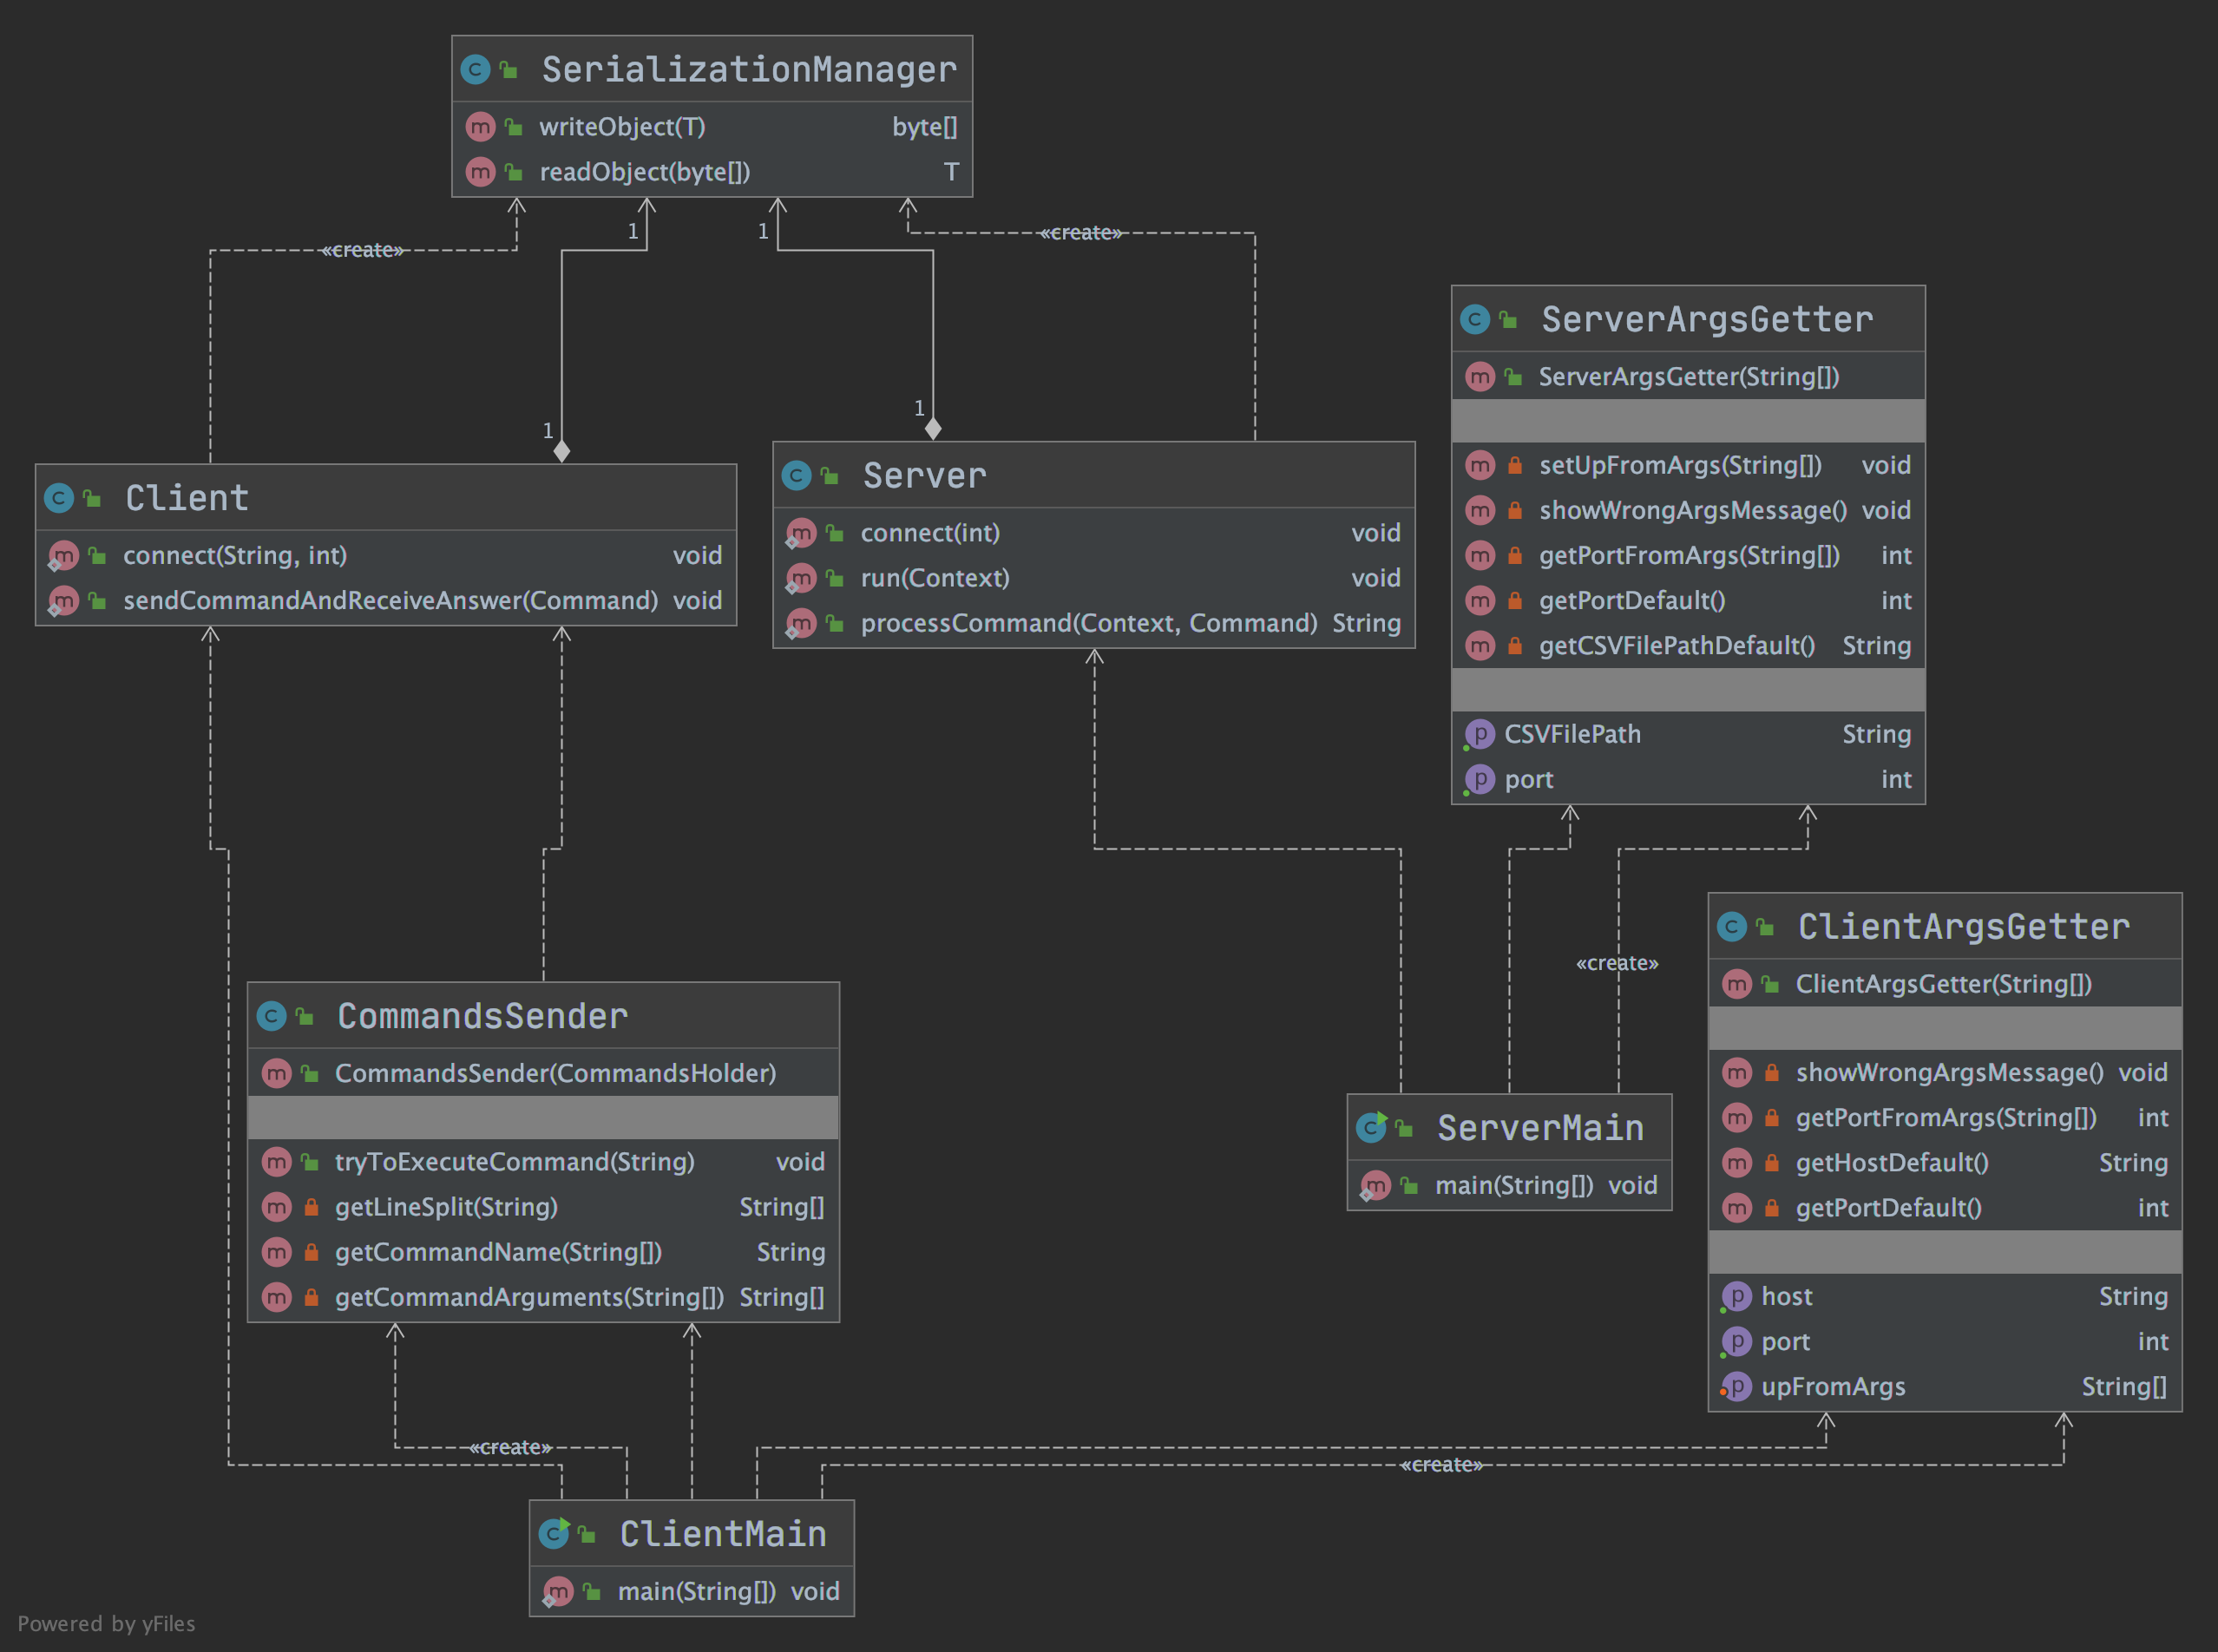 SerializationManager
writeObject(T) byte[]
readObject(byte[]) T
1
1
«create»
«create»
1
1
Client
connect(String, int) void
sendCommandAndReceiveAnswer(Command) void
Server
connect(int) void
run(Context) void
processCommand(Context, Command) String
ServerArgsGetter
ServerArgsGetter(String[])
setUpFromArgs(String[]) void
showWrongArgsMessage() void
getPortFromArgs(String[]) int
getPortDefault() int
getCSVFilePathDefault() String
CSVFilePath String
port int
«create»
CommandsSender
CommandsSender(CommandsHolder)
tryToExecuteCommand(String) void
getLineSplit(String) String[]
getCommandName(String[]) String
getCommandArguments(String[]) String[]
ServerMain
main(String[]) void
ClientArgsGetter
ClientArgsGetter(String[])
showWrongArgsMessage() void
getPortFromArgs(String[]) int
getHostDefault() String
getPortDefault() int
host String
port int
upFromArgs String[]
«create»
«create»
ClientMain
main(String[]) void
Powered by yFiles